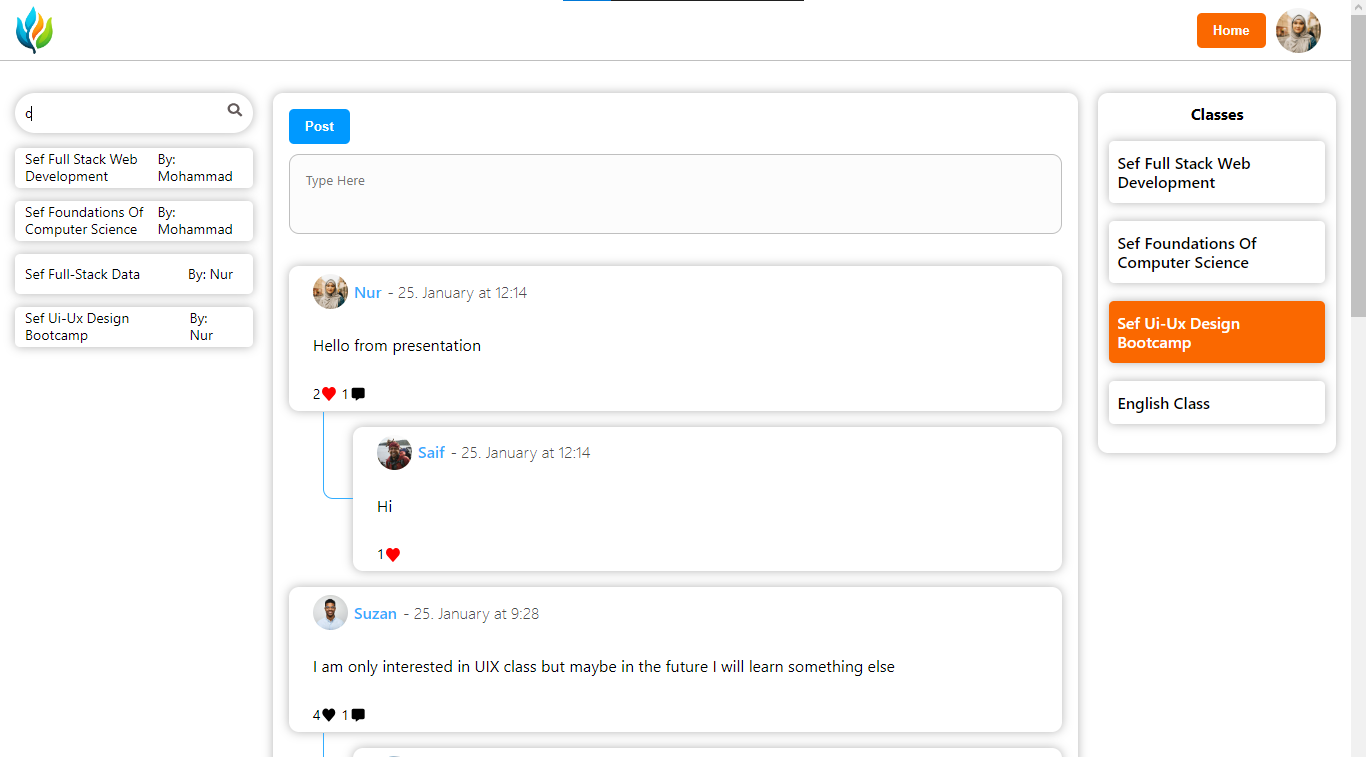 Home
d
Sef Full Stack Web
Development
By:
Mohammad
Sef Foundations Of
Computer Science
By:
Mohammad
Sef Full-Stack Data
By: Nur
Sef Ui-Ux Design
Bootcamp
By:
Nur
Post
Type Here
Nur - 25. January at 12:14
Hello from presentation
2 1
Saif - 25. January at 12:14
Hi
1
Suzan - 25. January at 9:28
I am only interested in UIX class but maybe in the future I will learn something else
4 1
Classes
Sef Full Stack Web
Development
Sef Foundations Of
Computer Science
Sef Ui-Ux Design
Bootcamp
English Class